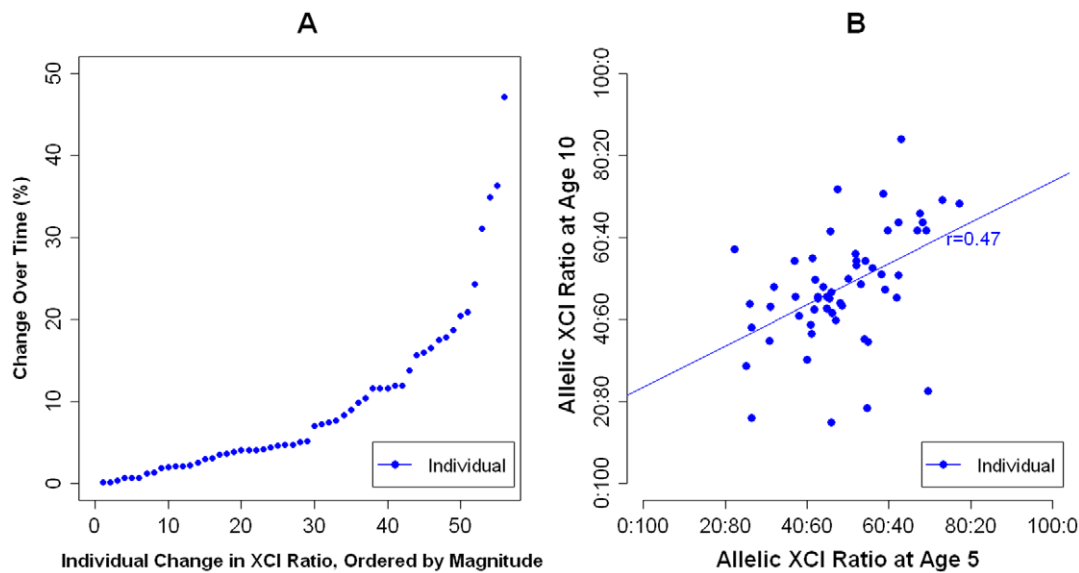 A
Change Over Time (%)
50
40
30
20
10
0
0 10 20 30 40 50
Individual
Individual Change in XCI Ratio, Ordered by Magnitude
B
Allelic XCI Ratio at Age 10
100:0
80:20
60:40
40:60
20:80
0:100
r=0.47
Individual
0:100 20:80 40:60 60:40 80:20 100:0
Allelic XCI Ratio at Age 5